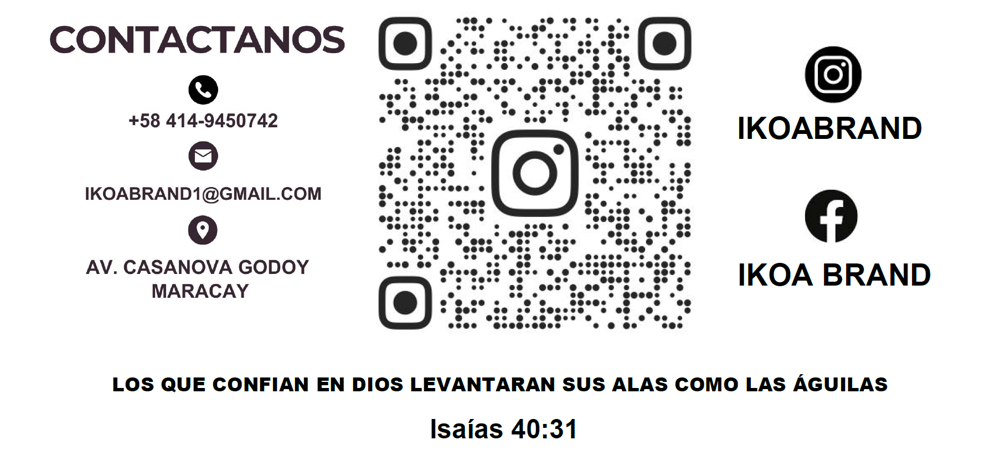 CONTACTANOS
+58 414-9450742
IKOABRAND1@GMAIL.COM
AV. CASANOVA GODOY
MARACAY
IKOABRAND
IKOA BRAND
LOS QUE CONFIAN EN DIOS LEVANTARAN SUS ALAS COMO LAS ÁGUILAS
Isaías 40:31